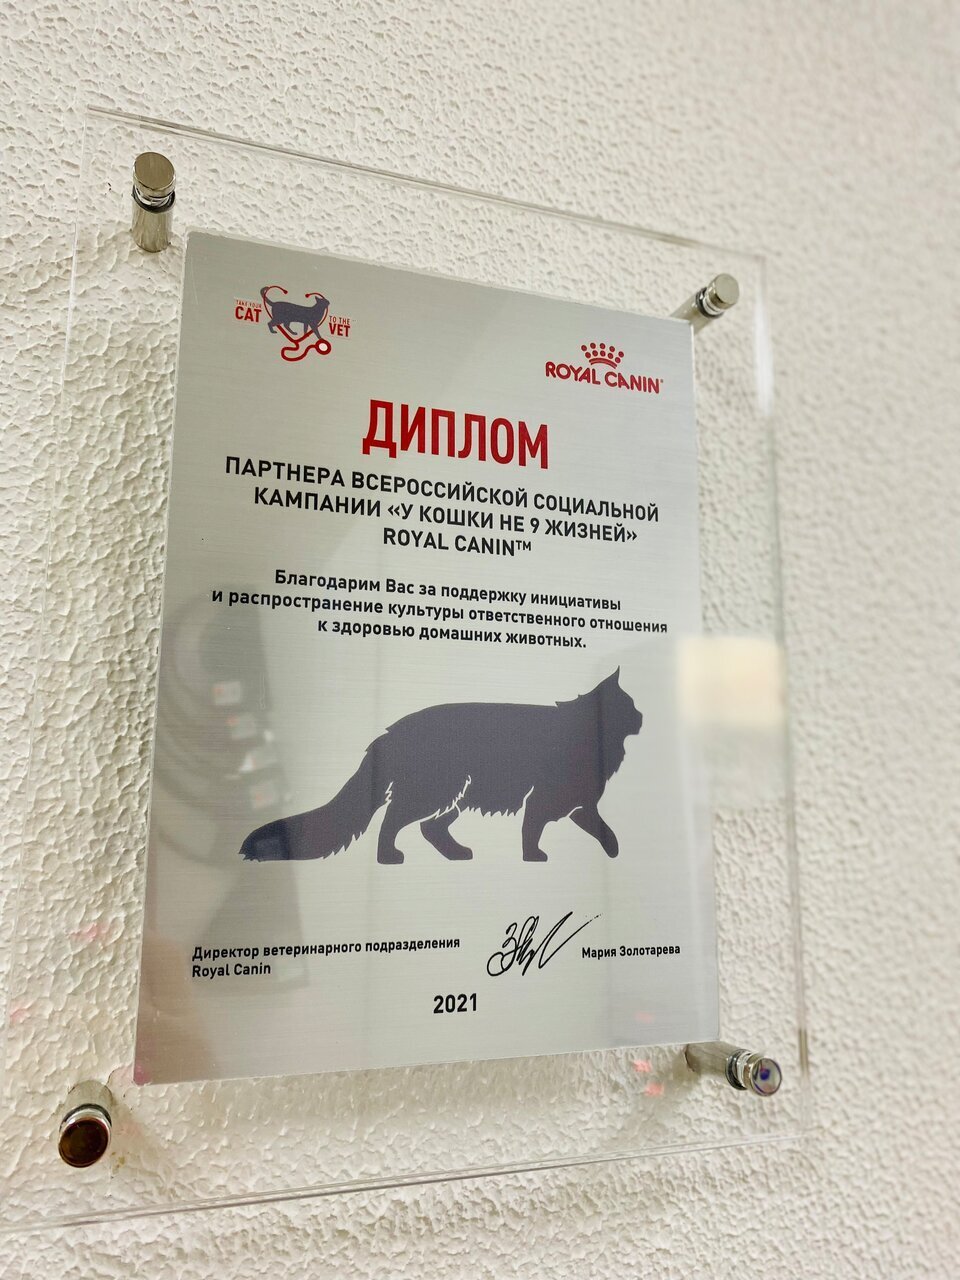 TAKE YOUR
CAT
TO THE
VET
ROYAL CANIN
ДИПЛОМ
ПАРТНЕРА ВСЕРОССИЙСКОЙ СОЦИАЛЬНОЙ
КАМПАНИИ «У КОШКИ НЕ 9 ЖИЗНЕЙ»
ROYAL CANIN™
Благодарим Вас за поддержку инициативы
и распространение культуры ответственного отношения
к здоровью домашних животных.
Директор ветеринарного подразделения
Royal Canin
Мария Золотарева
2021